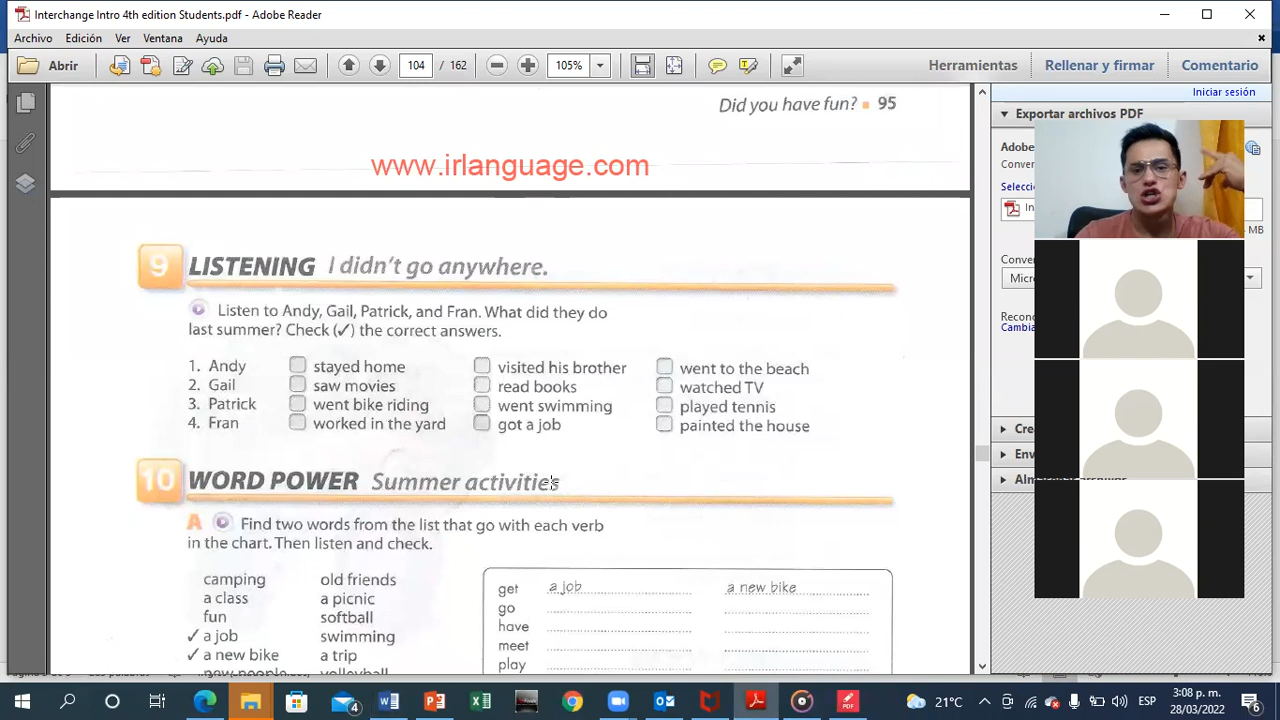 Interchange Intro 4th edition Students.pdf - Adobe Reader
Archivo Edición Ver Ventana Ayuda
Abrir 104 / 162 105% Herramientas Rellenar y firmar Comentario
Iniciar sesión
Exportar archivos PDF
Did you have fun? 95
www.irlanguage.com
9 LISTENING I didn't go anywhere.
Listen to Andy, Gail, Patrick, and Fran. What did they do
last summer? Check (✓) the correct answers.
1. Andy stayed home visited his brother went to the beach
2. Gail saw movies read books watched TV
3. Patrick went bike riding went swimming played tennis
4. Fran worked in the yard got a job painted the house
10 WORD POWER Summer activities
A Find two words from the list that go with each verb
in the chart. Then listen and check.
camping old friends
a class a picnic
fun softball
✓ a job swimming
✓ a new bike a trip
new people volleyball
get a job a new bike
go
have
meet
play
MB
4
21°C ESP 3:08 p. m.
28/03/2022
6